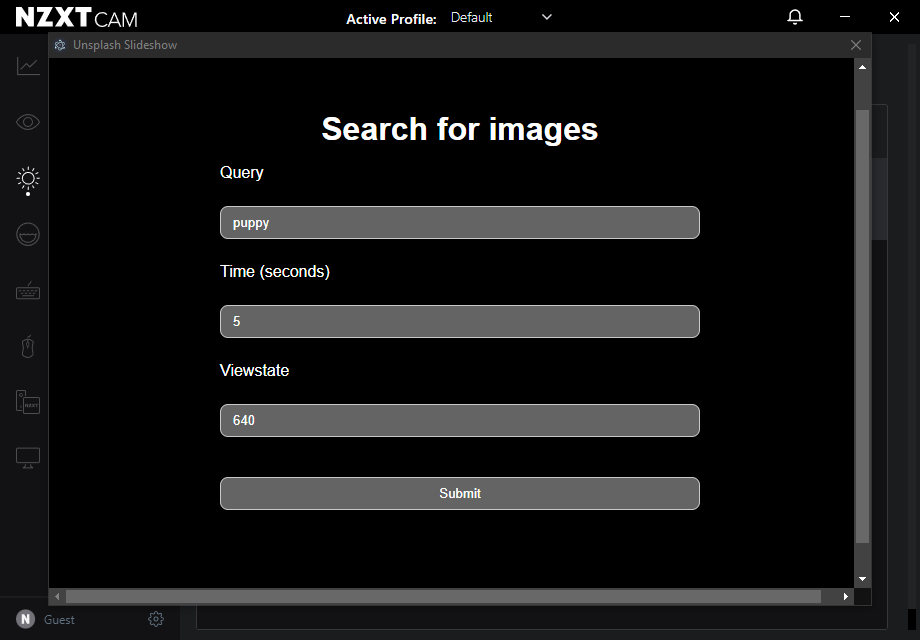 NZXT CAM
Active Profile: Default
Unsplash Slideshow
Search for images
Query
puppy
Time (seconds)
5
Viewstate
640
Submit
N Guest